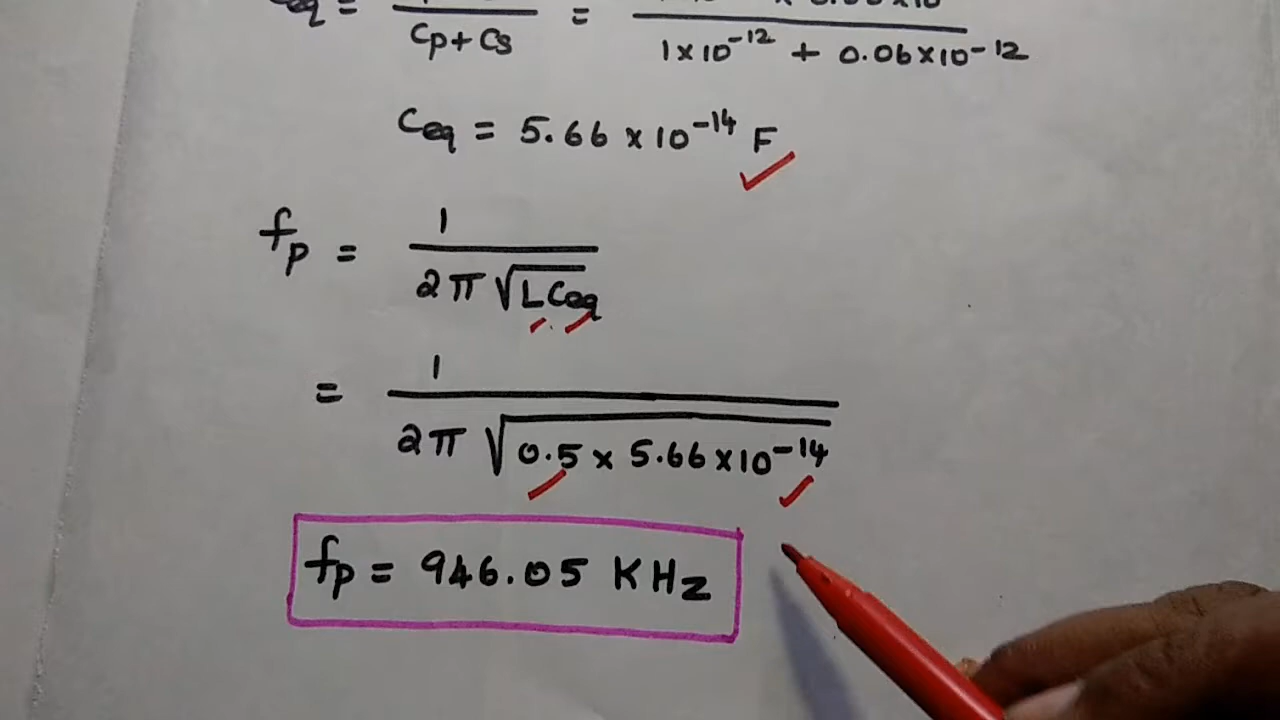 Ceq = ――― = ―――
Cp + Cs   1 × 10⁻¹² + 0.06 × 10⁻¹²
Ceq = 5.66 × 10⁻¹⁴ F
fp = 1 / 2π √LCeq
= 1 / 2π √0.5 × 5.66 × 10⁻¹⁴
fp = 946.05 KHz